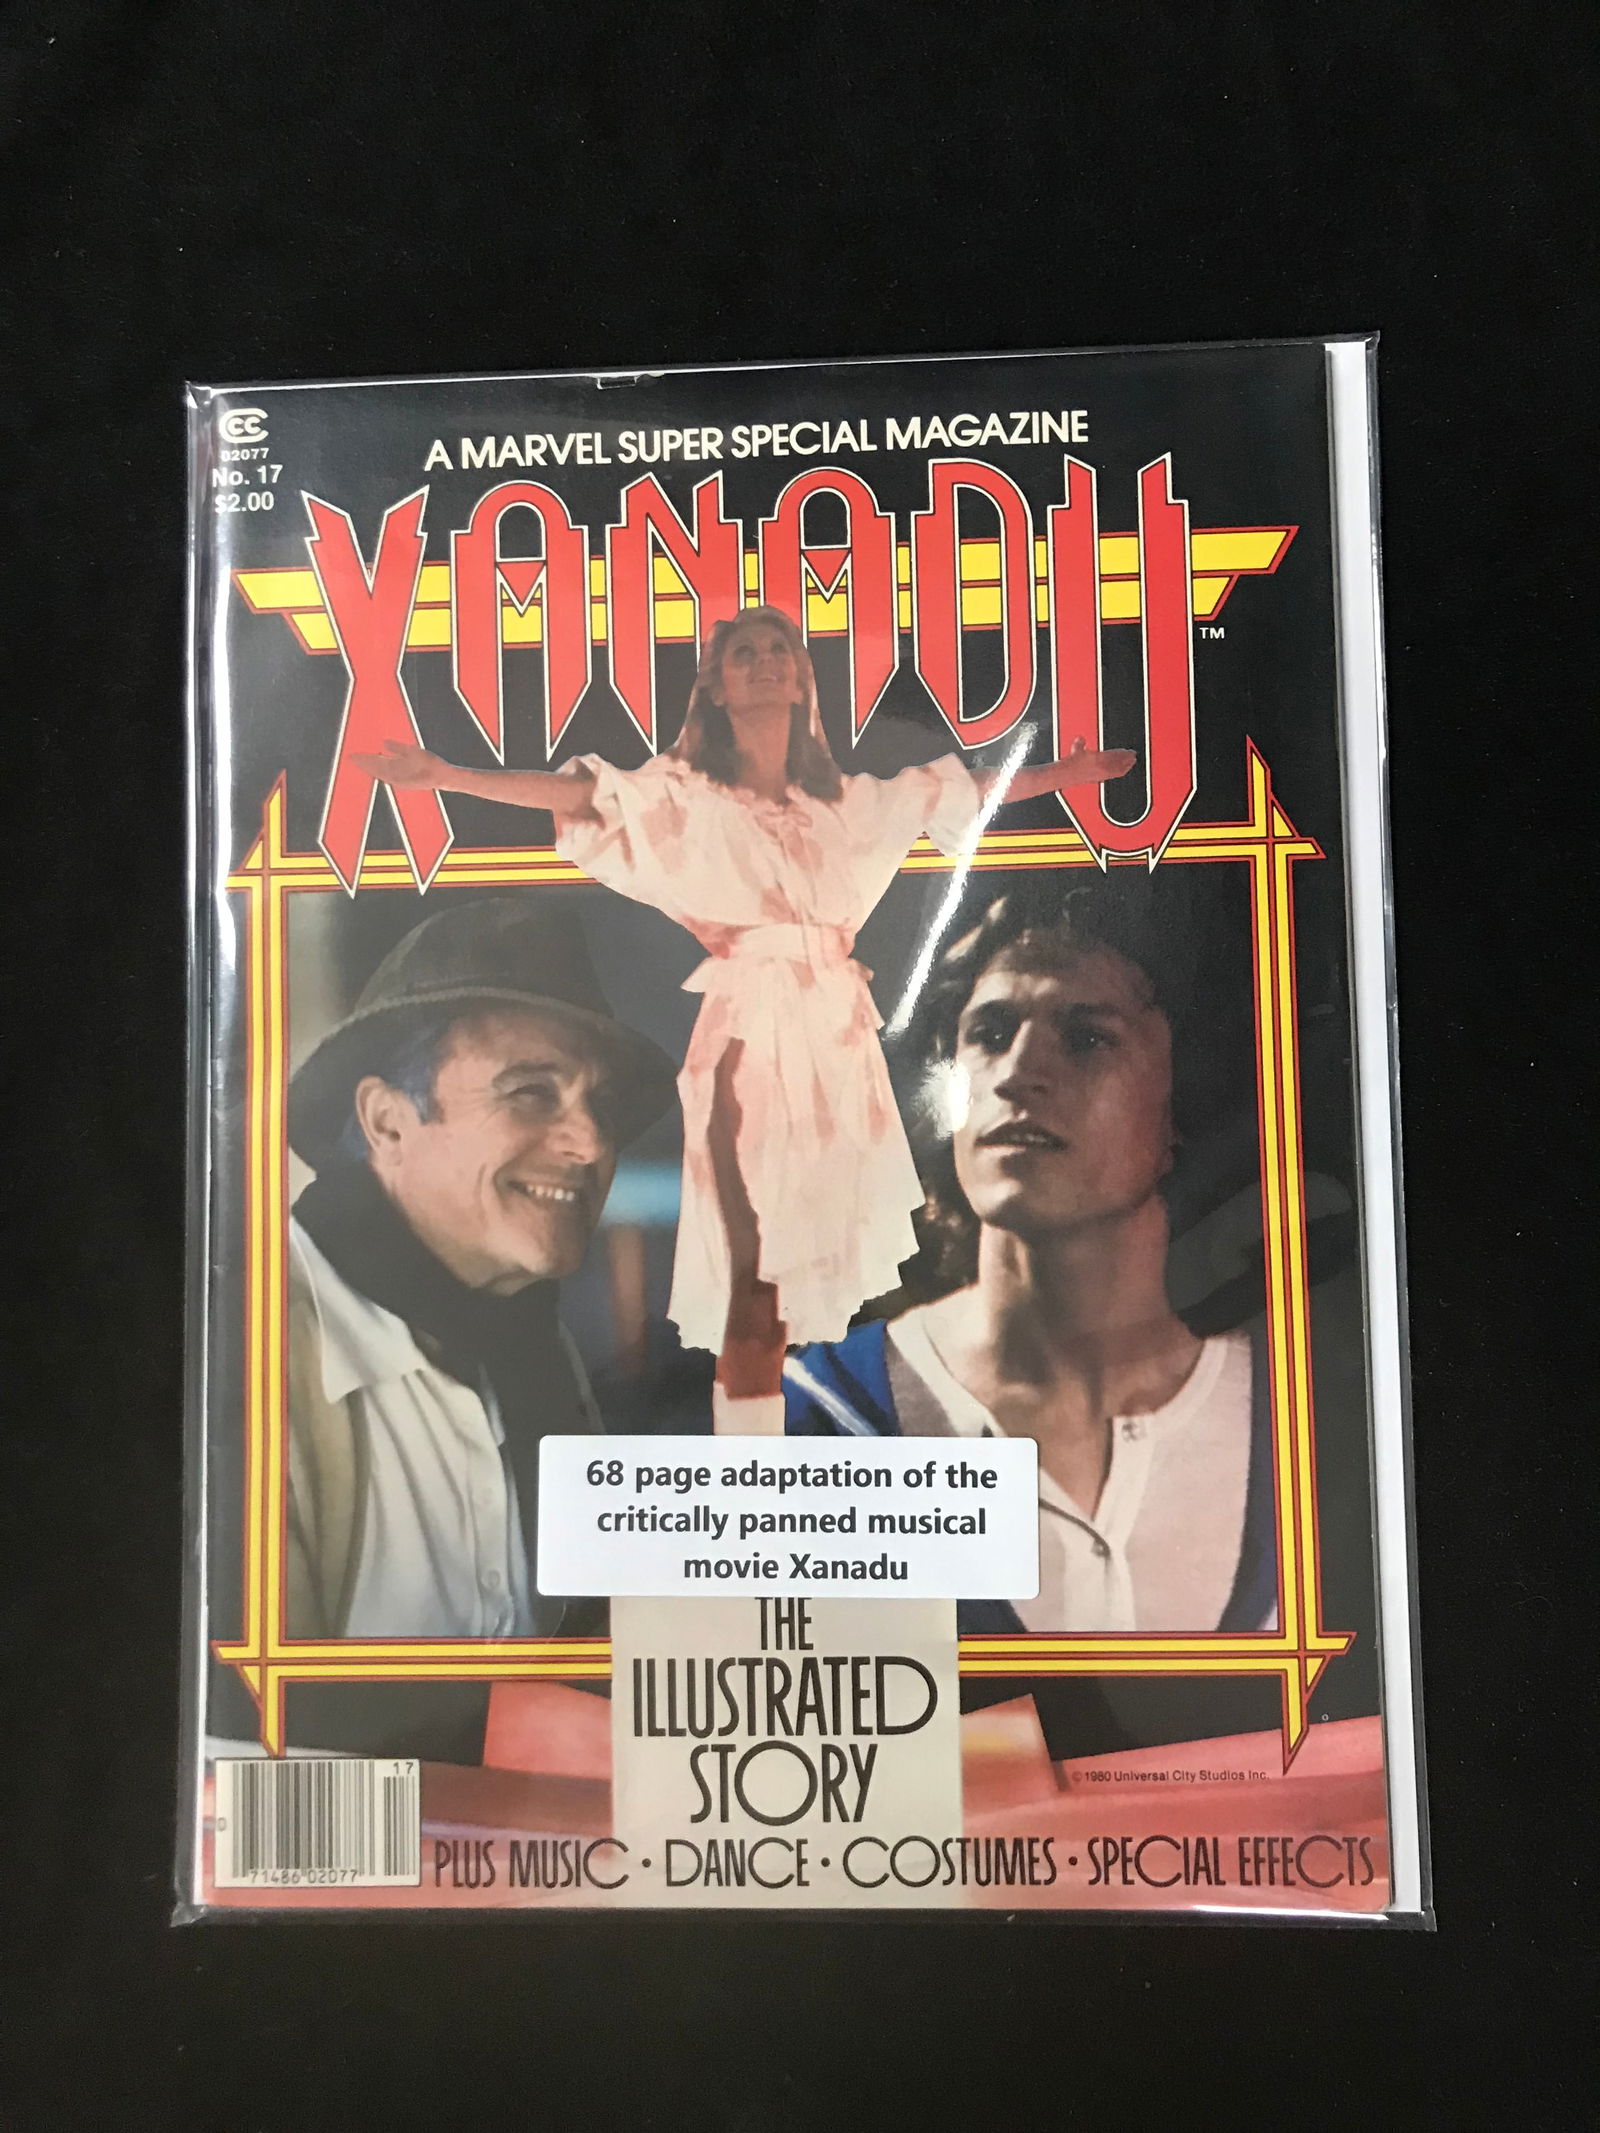 CC
02077
No. 17
$2.00
A MARVEL SUPER SPECIAL MAGAZINE
XANADU
TM
68 page adaptation of the
critically panned musical
movie Xanadu
THE
ILLUSTRATED
STORY
©1980 Universal City Studios Inc.
17
0
71486 02077
PLUS MUSIC • DANCE • COSTUMES • SPECIAL EFFECTS